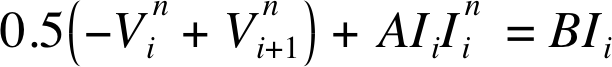 0.5(−V_i^n + V_{i+1}^n) + AI_iI_i^n = BI_i